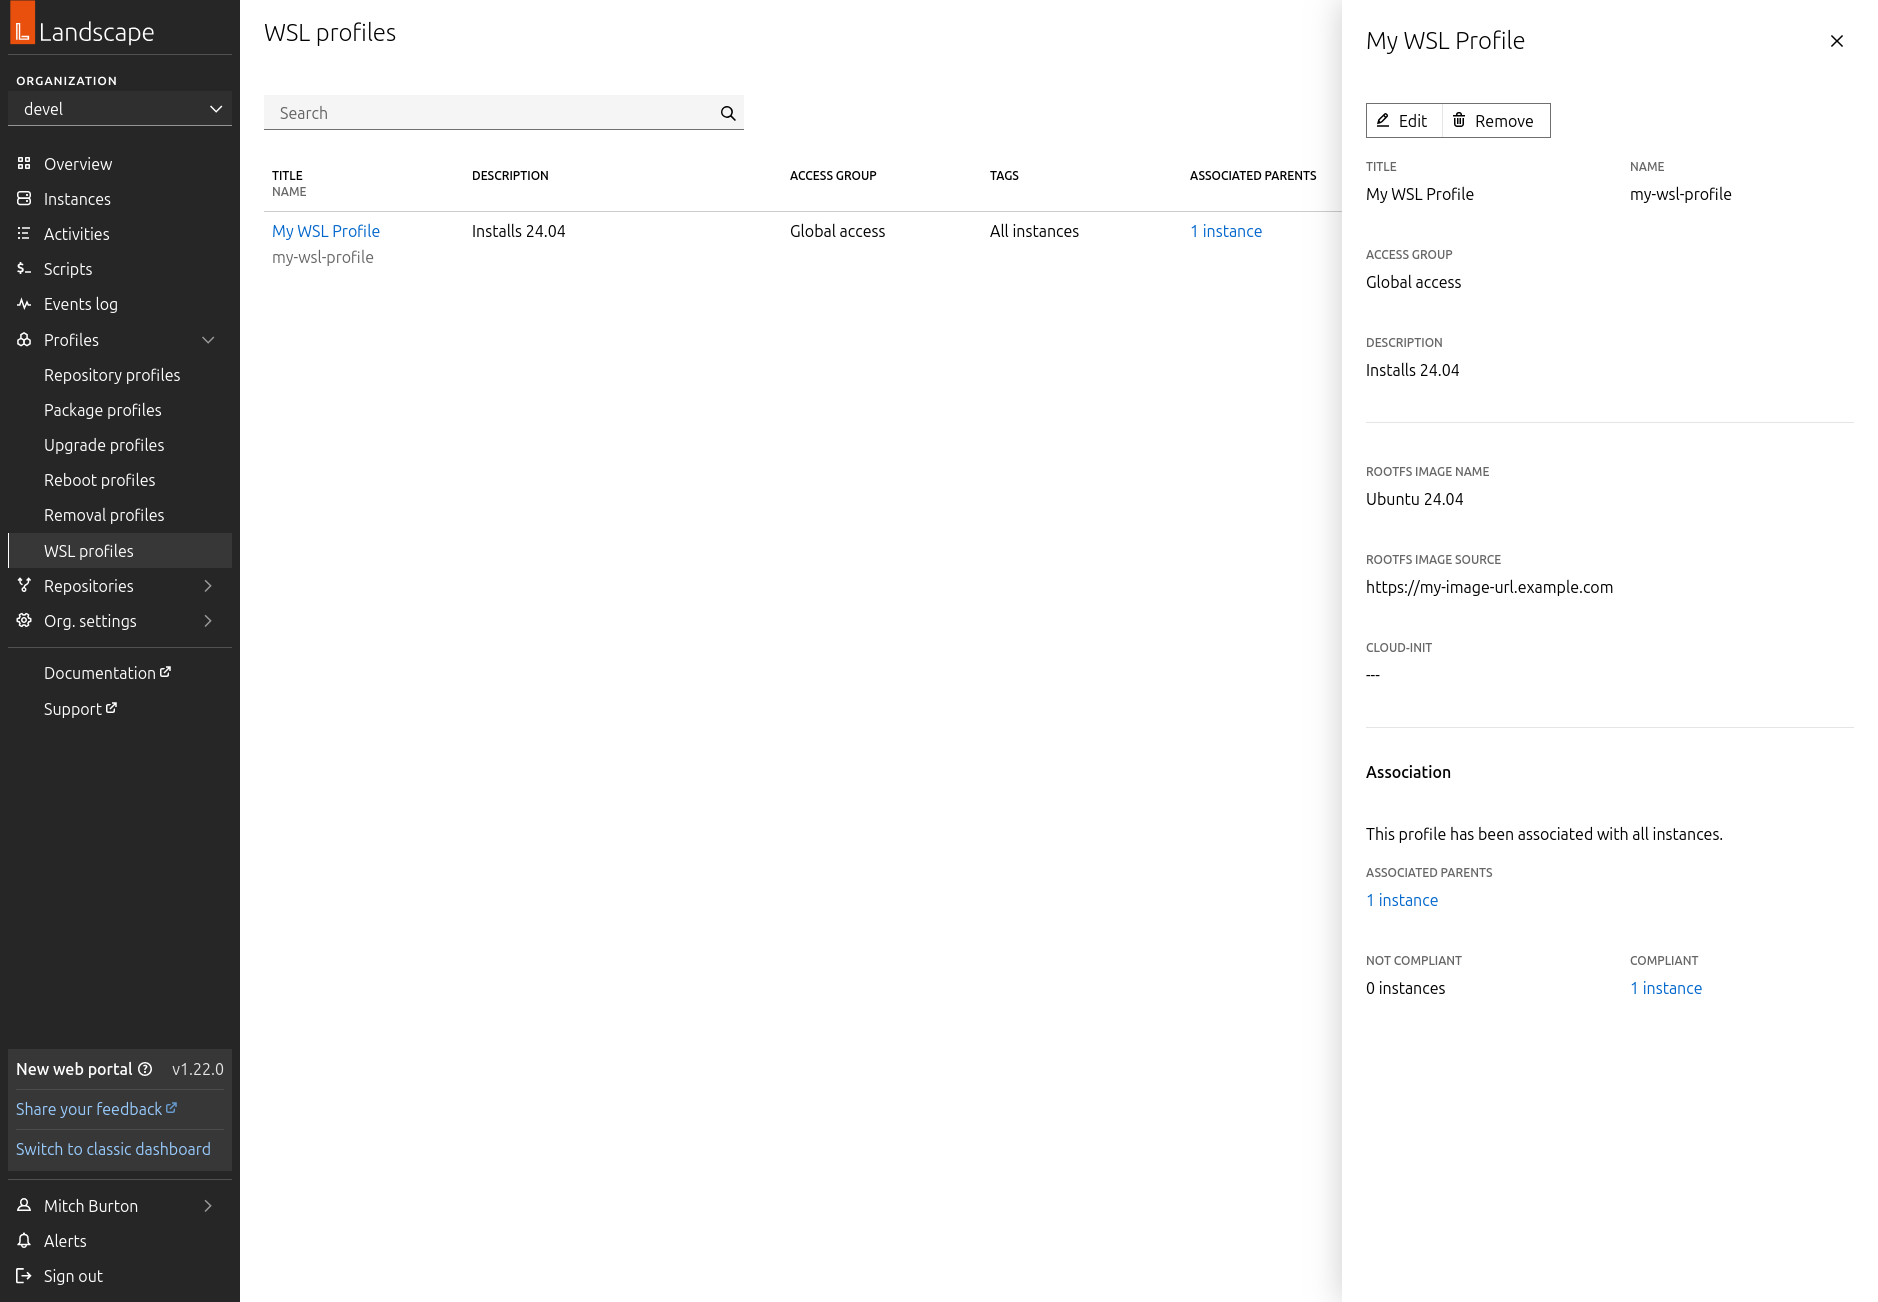 Landscape
ORGANIZATION
devel
Overview
Instances
Activities
Scripts
Events log
Profiles
Repository profiles
Package profiles
Upgrade profiles
Reboot profiles
Removal profiles
WSL profiles
Repositories
Org. settings
Documentation
Support
New web portal v1.22.0
Share your feedback
Switch to classic dashboard
Mitch Burton
Alerts
Sign out
WSL profiles
Search
TITLE DESCRIPTION ACCESS GROUP TAGS ASSOCIATED PARENTS
NAME
My WSL Profile Installs 24.04 Global access All instances 1 instance
my-wsl-profile
My WSL Profile
Edit Remove
TITLE NAME
My WSL Profile my-wsl-profile
ACCESS GROUP
Global access
DESCRIPTION
Installs 24.04
ROOTFS IMAGE NAME
Ubuntu 24.04
ROOTFS IMAGE SOURCE
https://my-image-url.example.com
CLOUD-INIT
---
Association
This profile has been associated with all instances.
ASSOCIATED PARENTS
1 instance
NOT COMPLIANT COMPLIANT
0 instances 1 instance